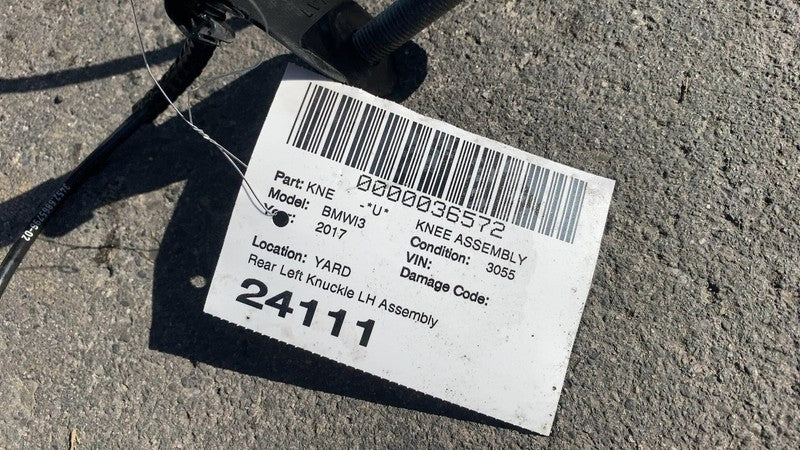 0000036572
Part: KNE -*U* KNEE ASSEMBLY
Model: BMWI3 Condition: 3055
2017 VIN:
Location: YARD Damage Code:
Rear Left Knuckle LH Assembly
24111